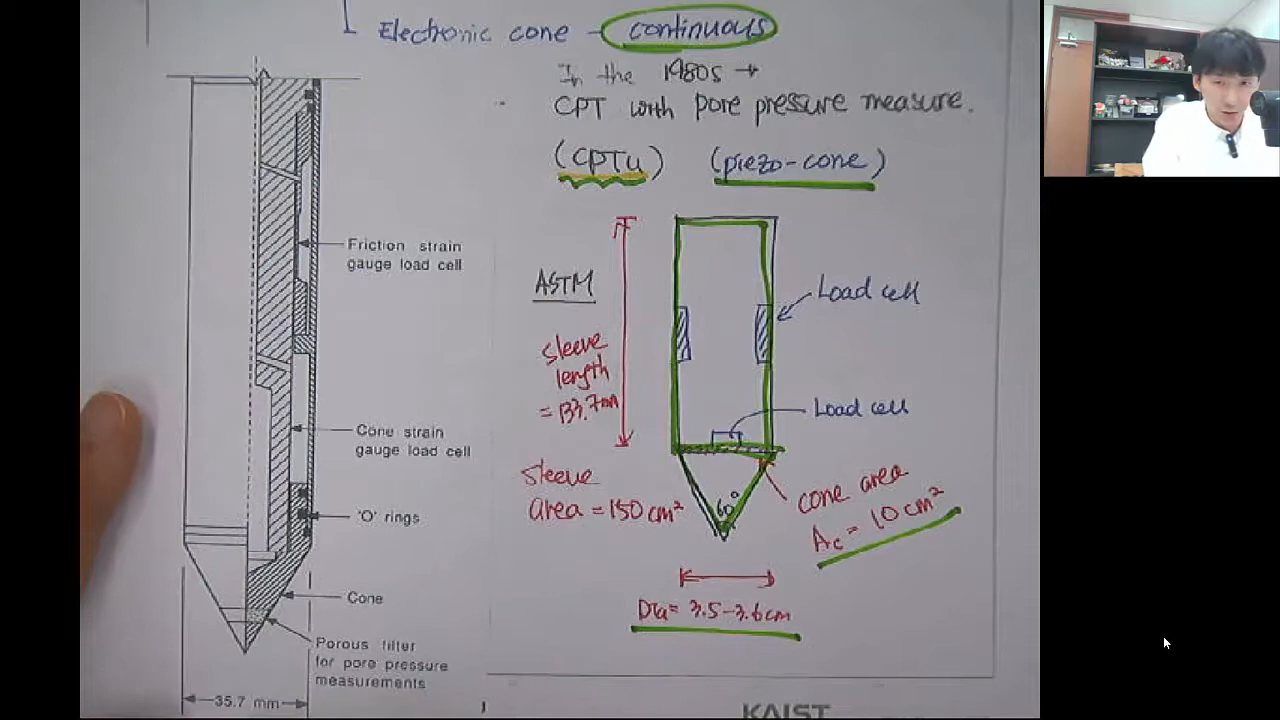 Electronic cone - continuous
In the 1980s →
CPT with pore pressure measure.
(CPTu) (piezo-cone)
Friction strain
gauge load cell
Cone strain
gauge load cell
'O' rings
Cone
Porous filter
for pore pressure
measurements
35.7 mm
ASTM
Load cell
sleeve
length
= 133.7mm
Load cell
Sleeve
area = 150 cm²
60°
cone area
Ac = 10 cm²
Dia = 3.5-3.6cm
KAIST